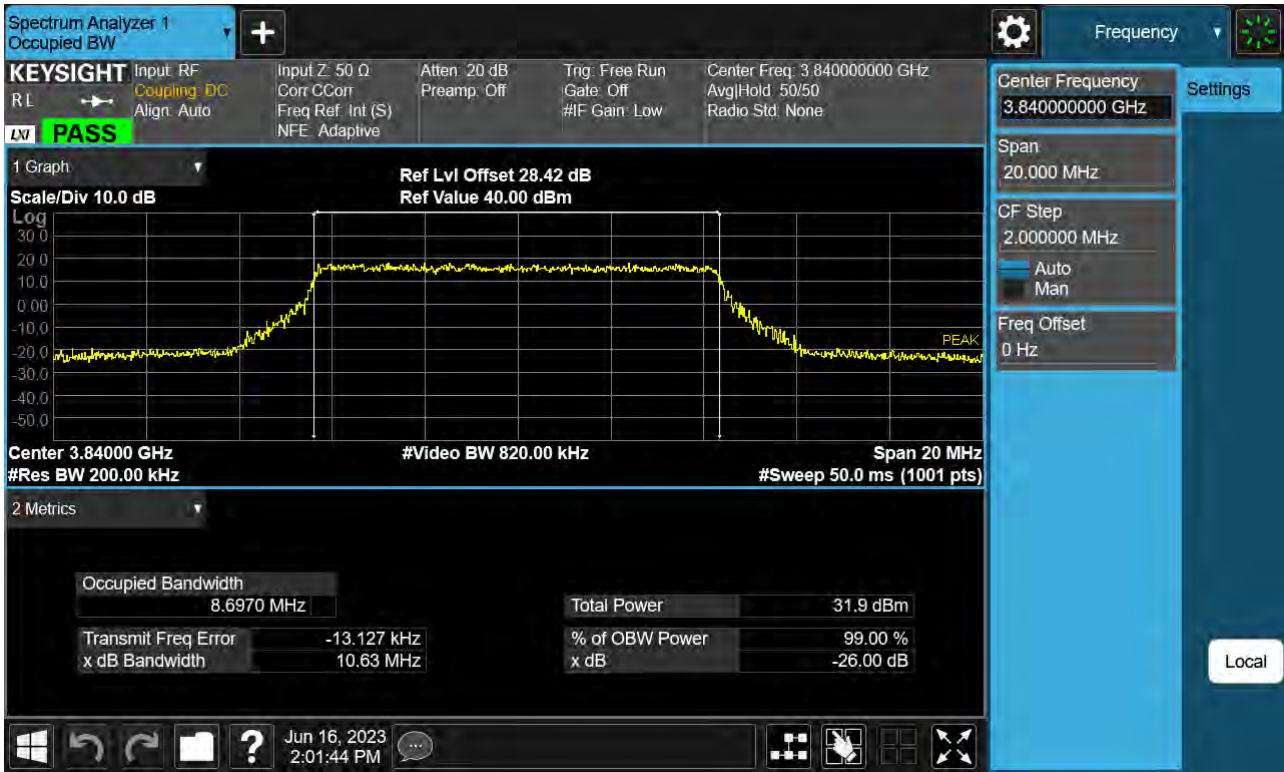 Spectrum Analyzer 1
Occupied BW
Frequency
KEYSIGHT
RL
LXI PASS
Input: RF
Coupling: DC
Align: Auto
Input Z: 50 Ω
Corr CCorr
Freq Ref: Int (S)
NFE: Adaptive
Atten: 20 dB
Preamp: Off
Trig: Free Run
Gate: Off
#IF Gain: Low
Center Freq: 3.840000000 GHz
Avg|Hold: 50/50
Radio Std: None
Center Frequency
3.840000000 GHz
Settings
Span
20.000 MHz
CF Step
2.000000 MHz
Auto
Man
Freq Offset
0 Hz
Local
1 Graph
Scale/Div 10.0 dB
Ref Lvl Offset 28.42 dB
Ref Value 40.00 dBm
Log
30.0
20.0
10.0
0.00
-10.0
-20.0
-30.0
-40.0
-50.0
PEAK
Center 3.84000 GHz
#Video BW 820.00 kHz
Span 20 MHz
#Res BW 200.00 kHz
#Sweep 50.0 ms (1001 pts)
2 Metrics
Occupied Bandwidth
8.6970 MHz
Total Power 31.9 dBm
Transmit Freq Error -13.127 kHz
% of OBW Power 99.00 %
x dB Bandwidth 10.63 MHz
x dB -26.00 dB
?
Jun 16, 2023
2:01:44 PM